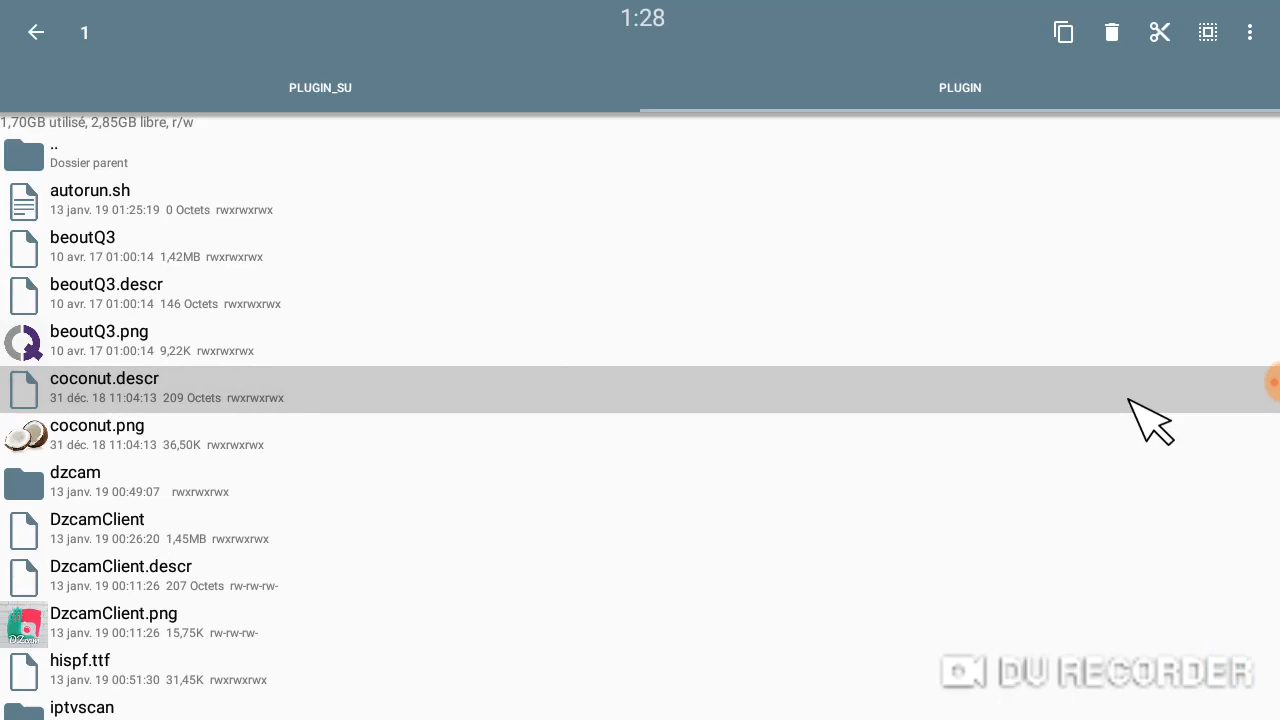 1:28
1
PLUGIN_SU
PLUGIN
1,70GB utilisé, 2,85GB libre, r/w
..
Dossier parent
autorun.sh
13 janv. 19 01:25:19 0 Octets rwxrwxrwx
beoutQ3
10 avr. 17 01:00:14 1,42MB rwxrwxrwx
beoutQ3.descr
10 avr. 17 01:00:14 146 Octets rwxrwxrwx
beoutQ3.png
10 avr. 17 01:00:14 9,22K rwxrwxrwx
coconut.descr
31 déc. 18 11:04:13 209 Octets rwxrwxrwx
coconut.png
31 déc. 18 11:04:13 36,50K rwxrwxrwx
dzcam
13 janv. 19 00:49:07 rwxrwxrwx
DzcamClient
13 janv. 19 00:26:20 1,45MB rwxrwxrwx
DzcamClient.descr
13 janv. 19 00:11:26 207 Octets rw-rw-rw-
DzcamClient.png
13 janv. 19 00:11:26 15,75K rw-rw-rw-
DZcam
hispf.ttf
13 janv. 19 00:51:30 31,45K rwxrwxrwx
iptvscan
DU RECORDER